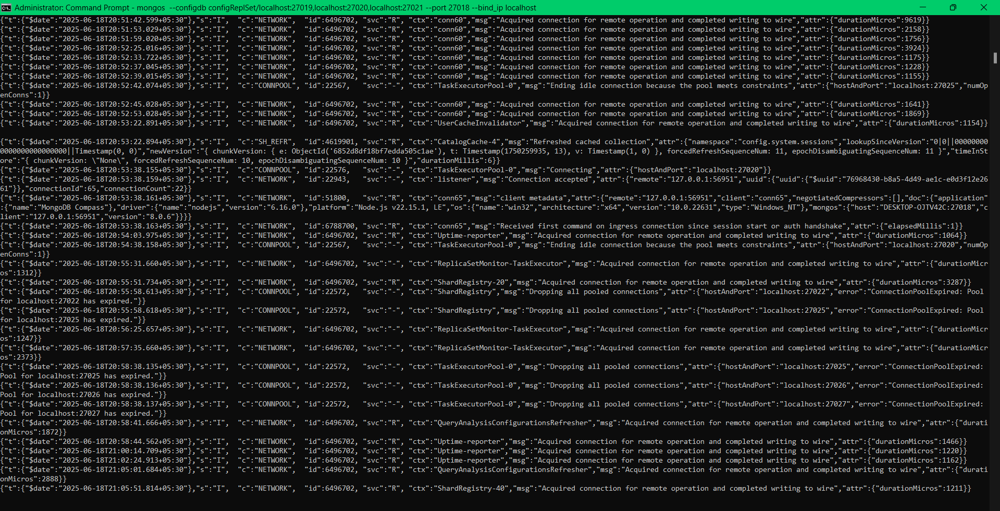 Administrator: Command Prompt - mongos  --configdb configReplSet/localhost:27019,localhost:27020,localhost:27021 --port 27018 --bind_ip localhost
{"t":{"$date":"2025-06-18T20:51:42.599+05:30"},"s":"I",  "c":"NETWORK",  "id":6496702, "svc":"R", "ctx":"conn60","msg":"Acquired connection for remote operation and completed writing to wire","attr":{"durationMicros":9619}}
{"t":{"$date":"2025-06-18T20:51:53.029+05:30"},"s":"I",  "c":"NETWORK",  "id":6496702, "svc":"R", "ctx":"conn60","msg":"Acquired connection for remote operation and completed writing to wire","attr":{"durationMicros":2158}}
{"t":{"$date":"2025-06-18T20:51:59.020+05:30"},"s":"I",  "c":"NETWORK",  "id":6496702, "svc":"R", "ctx":"conn60","msg":"Acquired connection for remote operation and completed writing to wire","attr":{"durationMicros":1756}}
{"t":{"$date":"2025-06-18T20:52:25.016+05:30"},"s":"I",  "c":"NETWORK",  "id":6496702, "svc":"R", "ctx":"conn60","msg":"Acquired connection for remote operation and completed writing to wire","attr":{"durationMicros":3924}}
{"t":{"$date":"2025-06-18T20:52:33.722+05:30"},"s":"I",  "c":"NETWORK",  "id":6496702, "svc":"R", "ctx":"conn60","msg":"Acquired connection for remote operation and completed writing to wire","attr":{"durationMicros":1175}}
{"t":{"$date":"2025-06-18T20:52:37.045+05:30"},"s":"I",  "c":"NETWORK",  "id":6496702, "svc":"R", "ctx":"conn60","msg":"Acquired connection for remote operation and completed writing to wire","attr":{"durationMicros":1228}}
{"t":{"$date":"2025-06-18T20:52:39.015+05:30"},"s":"I",  "c":"NETWORK",  "id":6496702, "svc":"R", "ctx":"conn60","msg":"Acquired connection for remote operation and completed writing to wire","attr":{"durationMicros":1155}}
{"t":{"$date":"2025-06-18T20:52:42.074+05:30"},"s":"I",  "c":"CONNPOOL", "id":22567,   "svc":"-", "ctx":"TaskExecutorPool-0","msg":"Ending idle connection because the pool meets constraints","attr":{"hostAndPort":"localhost:27025","numOp
enConns":1}}
{"t":{"$date":"2025-06-18T20:52:45.028+05:30"},"s":"I",  "c":"NETWORK",  "id":6496702, "svc":"R", "ctx":"conn60","msg":"Acquired connection for remote operation and completed writing to wire","attr":{"durationMicros":1641}}
{"t":{"$date":"2025-06-18T20:52:53.028+05:30"},"s":"I",  "c":"NETWORK",  "id":6496702, "svc":"R", "ctx":"conn60","msg":"Acquired connection for remote operation and completed writing to wire","attr":{"durationMicros":1869}}
{"t":{"$date":"2025-06-18T20:53:22.891+05:30"},"s":"I",  "c":"NETWORK",  "id":6496702, "svc":"R", "ctx":"UserCacheInvalidator","msg":"Acquired connection for remote operation and completed writing to wire","attr":{"durationMicros":1154}}
{"t":{"$date":"2025-06-18T20:53:22.894+05:30"},"s":"I",  "c":"SH_REFR",  "id":4619901, "svc":"R", "ctx":"CatalogCache-4","msg":"Refreshed cached collection","attr":{"namespace":"config.system.sessions","lookupSinceVersion":"0|0||00000000
0000000000000000||Timestamp(0, 0)","newVersion":"{ chunkVersion: { e: ObjectId('6852d8df18bf7edda505c1ae'), t: Timestamp(1750259935, 13), v: Timestamp(1, 0) }, forcedRefreshSequenceNum: 11, epochDisambiguatingSequenceNum: 11 }","timeInSt
ore":"{ chunkVersion: \"None\", forcedRefreshSequenceNum: 10, epochDisambiguatingSequenceNum: 10 }","durationMillis":6}}
{"t":{"$date":"2025-06-18T20:53:38.155+05:30"},"s":"I",  "c":"CONNPOOL", "id":22576,   "svc":"-", "ctx":"TaskExecutorPool-0","msg":"Connecting","attr":{"hostAndPort":"localhost:27020"}}
{"t":{"$date":"2025-06-18T20:53:38.159+05:30"},"s":"I",  "c":"NETWORK",  "id":22943,   "svc":"-", "ctx":"listener","msg":"Connection accepted","attr":{"remote":"127.0.0.1:56951","uuid":{"uuid":{"$uuid":"76968430-b8a5-4d49-ae1c-e0d3f12e26
61"}},"connectionId":65,"connectionCount":22}}
{"t":{"$date":"2025-06-18T20:53:38.161+05:30"},"s":"I",  "c":"NETWORK",  "id":51800,   "svc":"R", "ctx":"conn65","msg":"client metadata","attr":{"remote":"127.0.0.1:56951","client":"conn65","negotiatedCompressors":[],"doc":{"application"
:{"name":"MongoDB Compass"},"driver":{"name":"nodejs","version":"6.16.0"},"platform":"Node.js v22.15.1, LE","os":{"name":"win32","architecture":"x64","version":"10.0.22631","type":"Windows_NT"},"mongos":{"host":"DESKTOP-OJTV42C:27018","c
lient":"127.0.0.1:56951","version":"8.0.6"}}}}
{"t":{"$date":"2025-06-18T20:53:38.163+05:30"},"s":"I",  "c":"NETWORK",  "id":6788700, "svc":"R", "ctx":"conn65","msg":"Received first command on ingress connection since session start or auth handshake","attr":{"elapsedMillis":1}}
{"t":{"$date":"2025-06-18T20:54:03.975+05:30"},"s":"I",  "c":"NETWORK",  "id":6496702, "svc":"R", "ctx":"Uptime-reporter","msg":"Acquired connection for remote operation and completed writing to wire","attr":{"durationMicros":1064}}
{"t":{"$date":"2025-06-18T20:54:38.158+05:30"},"s":"I",  "c":"CONNPOOL", "id":22567,   "svc":"-", "ctx":"TaskExecutorPool-0","msg":"Ending idle connection because the pool meets constraints","attr":{"hostAndPort":"localhost:27020","numOp
enConns":1}}
{"t":{"$date":"2025-06-18T20:55:31.660+05:30"},"s":"I",  "c":"NETWORK",  "id":6496702, "svc":"-", "ctx":"ReplicaSetMonitor-TaskExecutor","msg":"Acquired connection for remote operation and completed writing to wire","attr":{"durationMicr
os":1312}}
{"t":{"$date":"2025-06-18T20:55:51.734+05:30"},"s":"I",  "c":"NETWORK",  "id":6496702, "svc":"R", "ctx":"ShardRegistry-20","msg":"Acquired connection for remote operation and completed writing to wire","attr":{"durationMicros":3287}}
{"t":{"$date":"2025-06-18T20:55:58.613+05:30"},"s":"I",  "c":"CONNPOOL", "id":22572,   "svc":"-", "ctx":"ShardRegistry","msg":"Dropping all pooled connections","attr":{"hostAndPort":"localhost:27022","error":"ConnectionPoolExpired: Pool
for localhost:27022 has expired."}}
{"t":{"$date":"2025-06-18T20:55:58.618+05:30"},"s":"I",  "c":"CONNPOOL", "id":22572,   "svc":"-", "ctx":"ShardRegistry","msg":"Dropping all pooled connections","attr":{"hostAndPort":"localhost:27025","error":"ConnectionPoolExpired: Pool
for localhost:27025 has expired."}}
{"t":{"$date":"2025-06-18T20:56:25.657+05:30"},"s":"I",  "c":"NETWORK",  "id":6496702, "svc":"-", "ctx":"ReplicaSetMonitor-TaskExecutor","msg":"Acquired connection for remote operation and completed writing to wire","attr":{"durationMicr
os":1247}}
{"t":{"$date":"2025-06-18T20:57:35.660+05:30"},"s":"I",  "c":"NETWORK",  "id":6496702, "svc":"-", "ctx":"ReplicaSetMonitor-TaskExecutor","msg":"Acquired connection for remote operation and completed writing to wire","attr":{"durationMicr
os":2373}}
{"t":{"$date":"2025-06-18T20:58:38.135+05:30"},"s":"I",  "c":"CONNPOOL", "id":22572,   "svc":"-", "ctx":"TaskExecutorPool-0","msg":"Dropping all pooled connections","attr":{"hostAndPort":"localhost:27025","error":"ConnectionPoolExpired:
Pool for localhost:27025 has expired."}}
{"t":{"$date":"2025-06-18T20:58:38.136+05:30"},"s":"I",  "c":"CONNPOOL", "id":22572,   "svc":"-", "ctx":"TaskExecutorPool-0","msg":"Dropping all pooled connections","attr":{"hostAndPort":"localhost:27026","error":"ConnectionPoolExpired:
Pool for localhost:27026 has expired."}}
{"t":{"$date":"2025-06-18T20:58:38.137+05:30"},"s":"I",  "c":"CONNPOOL", "id":22572,   "svc":"-", "ctx":"TaskExecutorPool-0","msg":"Dropping all pooled connections","attr":{"hostAndPort":"localhost:27027","error":"ConnectionPoolExpired:
Pool for localhost:27027 has expired."}}
{"t":{"$date":"2025-06-18T20:58:41.666+05:30"},"s":"I",  "c":"NETWORK",  "id":6496702, "svc":"R", "ctx":"QueryAnalysisConfigurationsRefresher","msg":"Acquired connection for remote operation and completed writing to wire","attr":{"durati
onMicros":1872}}
{"t":{"$date":"2025-06-18T20:58:44.562+05:30"},"s":"I",  "c":"NETWORK",  "id":6496702, "svc":"R", "ctx":"Uptime-reporter","msg":"Acquired connection for remote operation and completed writing to wire","attr":{"durationMicros":1466}}
{"t":{"$date":"2025-06-18T21:00:14.709+05:30"},"s":"I",  "c":"NETWORK",  "id":6496702, "svc":"R", "ctx":"Uptime-reporter","msg":"Acquired connection for remote operation and completed writing to wire","attr":{"durationMicros":1220}}
{"t":{"$date":"2025-06-18T21:02:24.913+05:30"},"s":"I",  "c":"NETWORK",  "id":6496702, "svc":"R", "ctx":"Uptime-reporter","msg":"Acquired connection for remote operation and completed writing to wire","attr":{"durationMicros":1162}}
{"t":{"$date":"2025-06-18T21:05:01.684+05:30"},"s":"I",  "c":"NETWORK",  "id":6496702, "svc":"R", "ctx":"QueryAnalysisConfigurationsRefresher","msg":"Acquired connection for remote operation and completed writing to wire","attr":{"durati
onMicros":2888}}
{"t":{"$date":"2025-06-18T21:05:51.814+05:30"},"s":"I",  "c":"NETWORK",  "id":6496702, "svc":"R", "ctx":"ShardRegistry-40","msg":"Acquired connection for remote operation and completed writing to wire","attr":{"durationMicros":1211}}